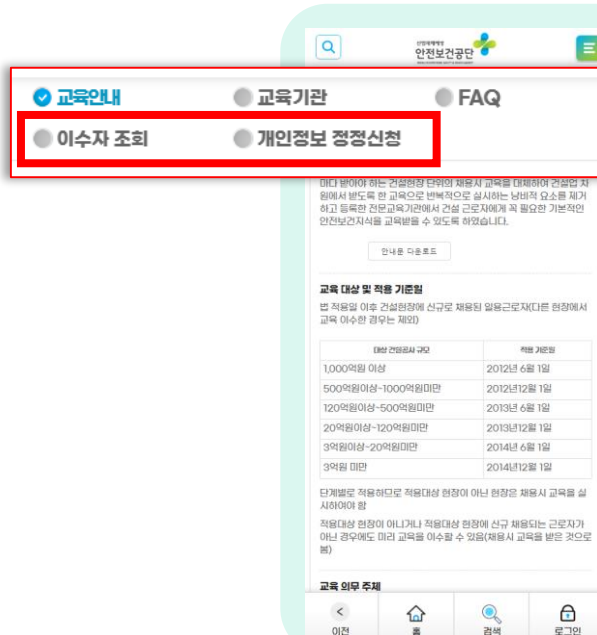 안전보건공단
교육안내
교육기관
FAQ
이수자 조회
개인정보 정정신청
마다 받아야 하는 건설현장 단위의 채용시 교육을 대체하여 건설업 차
원에서 받도록 한 교육으로 반복적으로 실시하는 낭비적 요소를 제거
하고 등록한 전문교육기관에서 건설 근로자에게 꼭 필요한 기본적인
안전보건지식을 교육받을 수 있도록 하였습니다.
안내문 다운로드
교육 대상 및 적용 기준일
법 적용일 이후 건설현장에 신규로 채용된 일용근로자(다른 현장에서
교육 이수한 경우는 제외)
대상 건설공사 규모
적용 기준일
1,000억원 이상
2012년 6월 1일
500억원이상~1000억원미만
2012년12월 1일
120억원이상~500억원미만
2013년 6월 1일
20억원이상~120억원미만
2013년12월 1일
3억원이상~20억원미만
2014년 6월 1일
3억원 미만
2014년12월 1일
단계별로 적용하므로 적용대상 현장이 아닌 현장은 채용시 교육을 실
시하여야 함
적용대상 현장이 아니거나 적용대상 현장에 신규 채용되는 근로자가
아닌 경우에도 미리 교육을 이수할 수 있음(채용시 교육을 받은 것으로
봄)
교육 의무 주체
이전
홈
검색
로그인